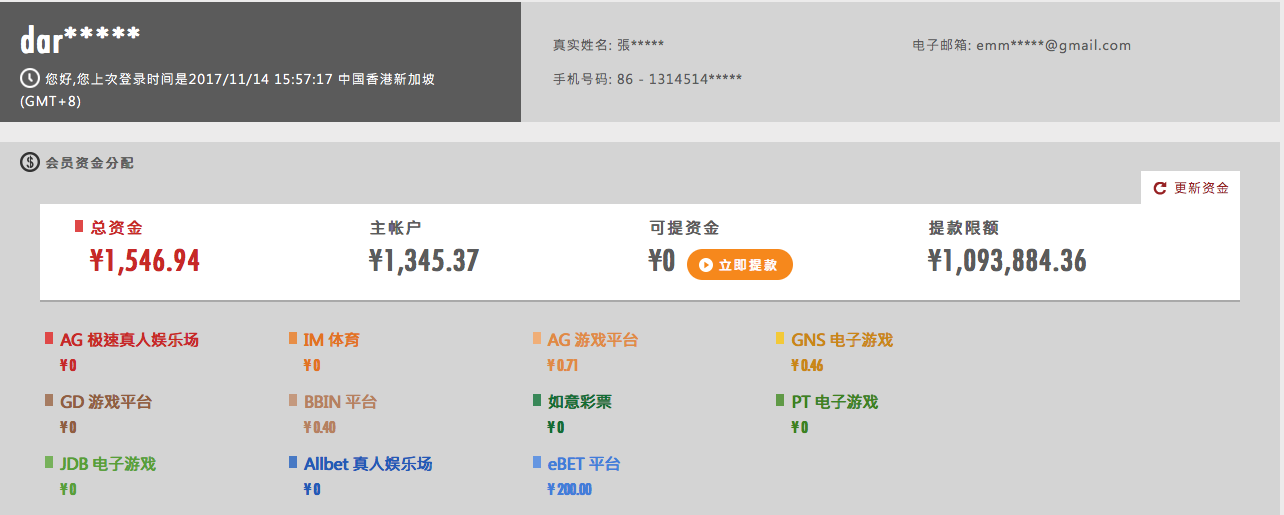 dar*****
您好,您上次登录时间是2017/11/14 15:57:17 中国香港新加坡
(GMT+8)
真实姓名: 張*****
电子邮箱: emm*****@gmail.com
手机号码: 86 - 1314514*****
会员资金分配
更新资金
总资金
主帐户
可提资金
提款限额
¥1,546.94
¥1,345.37
¥0
立即提款
¥1,093,884.36
AG 极速真人娱乐场
IM 体育
AG 游戏平台
GNS 电子游戏
¥0
¥0
¥0.71
¥0.46
GD 游戏平台
BBIN 平台
如意彩票
PT 电子游戏
¥0
¥0.40
¥0
¥0
JDB 电子游戏
Allbet 真人娱乐场
eBET 平台
¥0
¥0
¥200.00